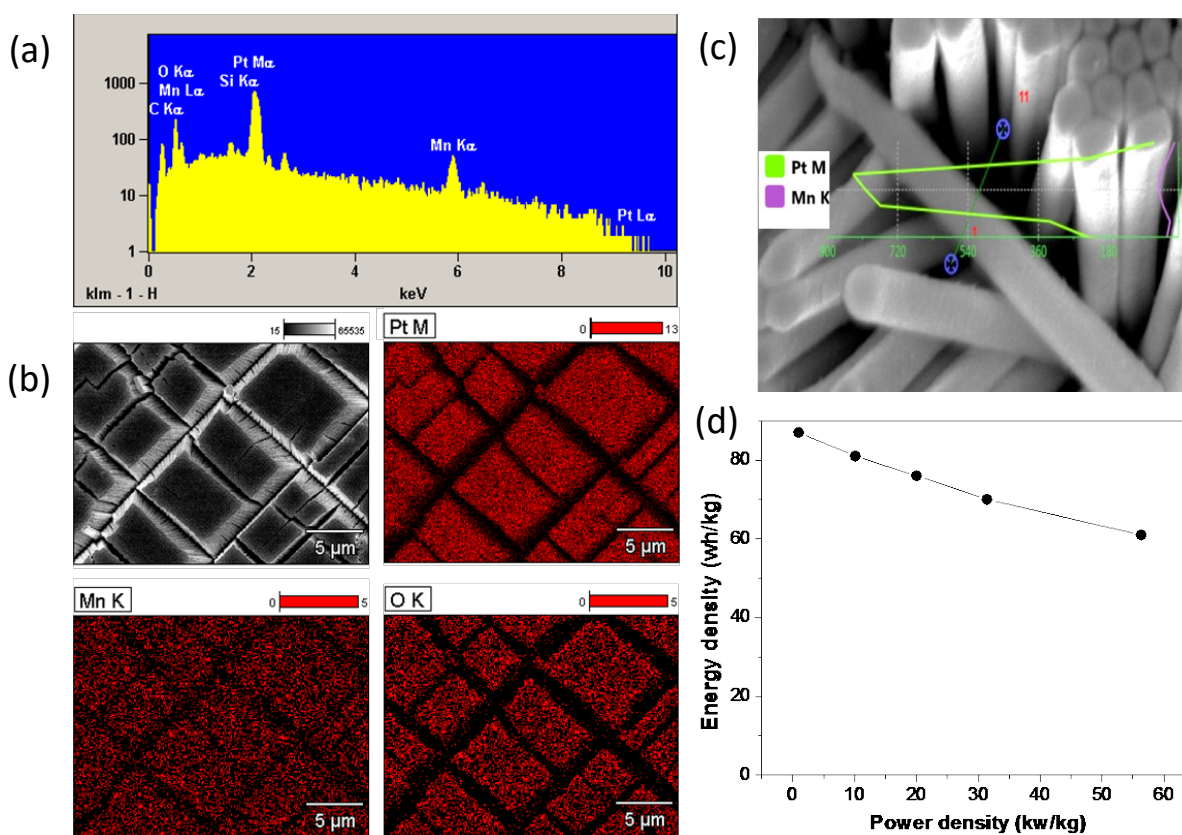 (a)
1000
100
10
1
O Kα
Mn Lα
C Kα
Pt Mα
Si Kα
Mn Kα
Pt Lα
0
2
4
6
8
10
klm - 1 - H
keV
(b)
15
65535
5 µm
Pt M
0
13
5 µm
Mn K
0
5
5 µm
O K
0
5
5 µm
(c)
11
Pt M
Mn K
1
900
720
540
360
180
(d)
Energy density (wh/kg)
80
60
40
20
0
0
10
20
30
40
50
60
Power density (kw/kg)